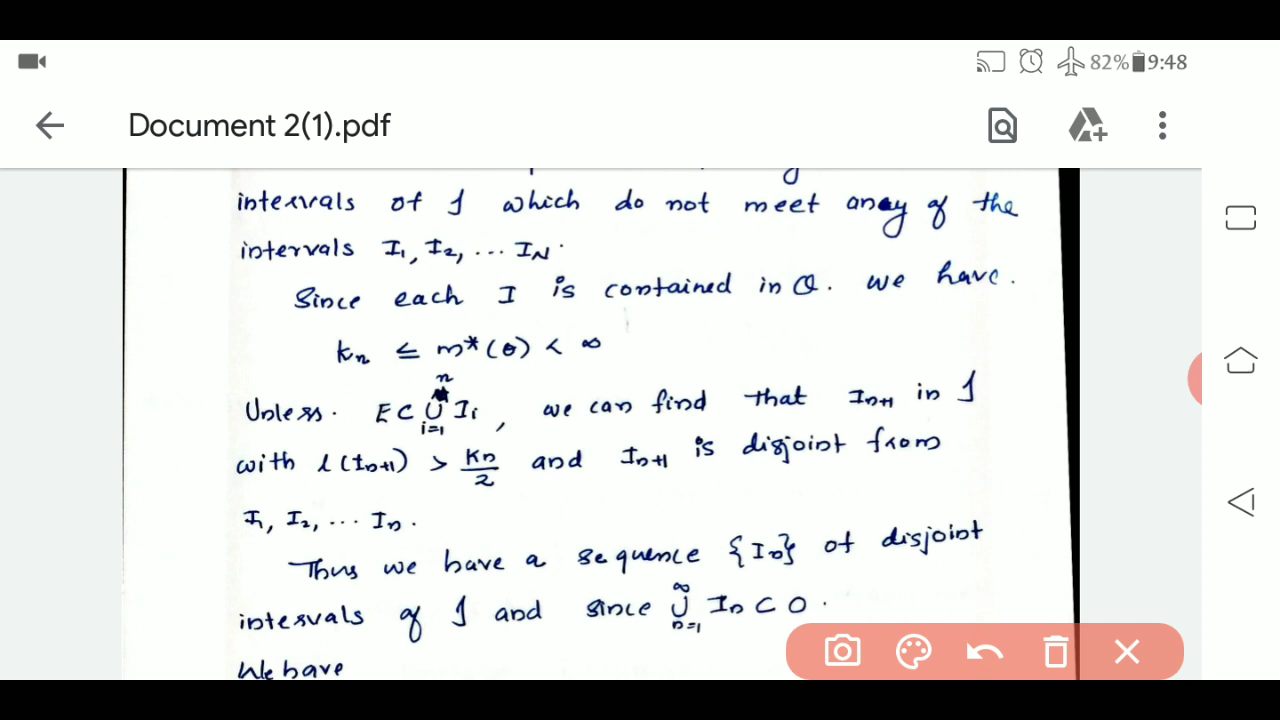 82% 9:48
Document 2(1).pdf
intervals of J which do not meet any of the
intervals I₁, I₂, ... I_N.
Since each I is contained in O. we have.
k_n ≤ m*(O) < ∞
Unless. E ⊂ ⋃_{i=1}^{n} I_i, we can find that I_{n+1} in J
with l(I_{n+1}) > K_n/2 and I_{n+1} is disjoint from
I₁, I₂, ... I_n.
Thus we have a sequence {I_n} of disjoint
intervals of J and since ⋃_{n=1}^{∞} I_n ⊂ O.
We have